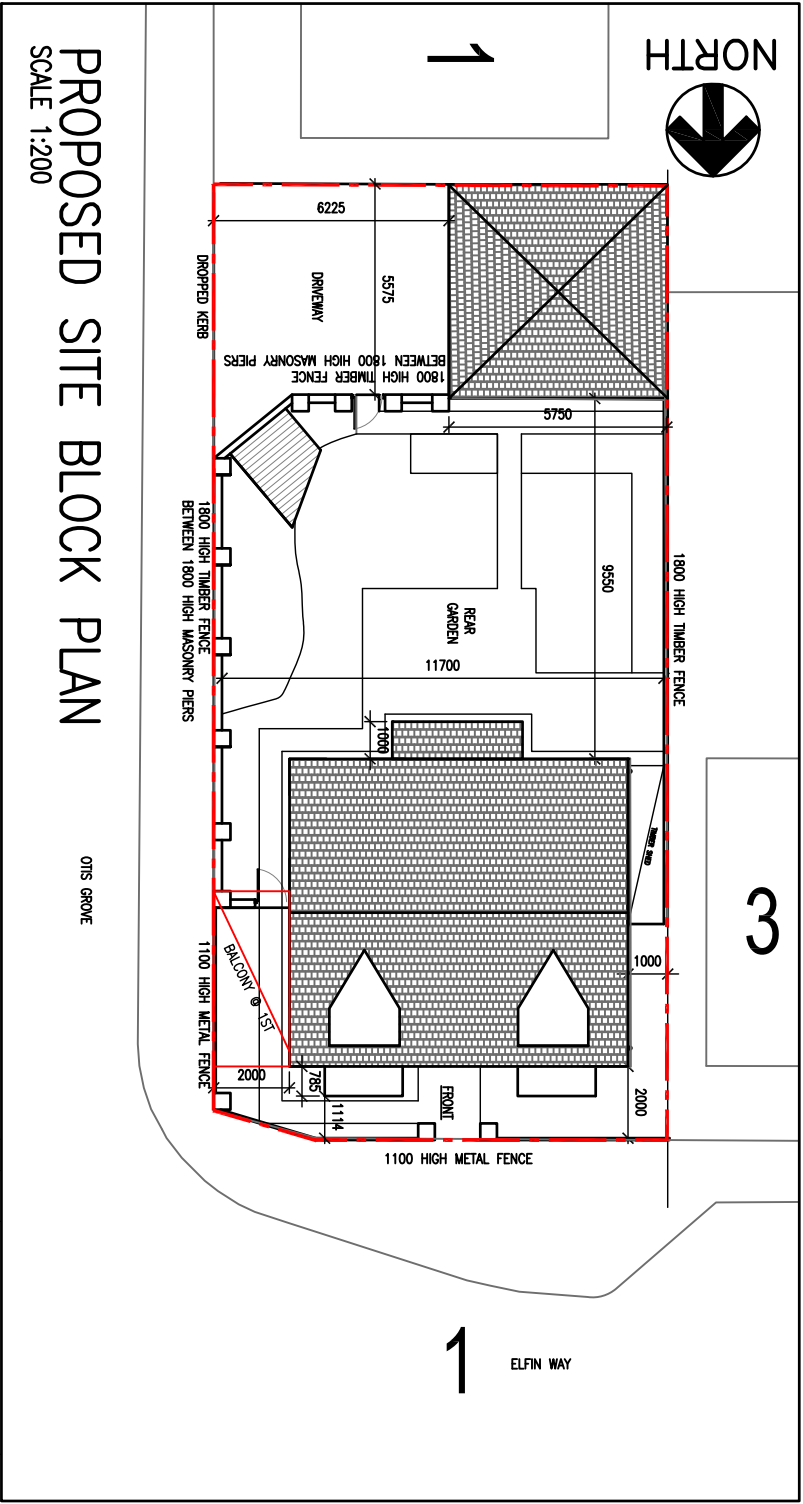 NORTH
1
6225
5575
DRIVEWAY
DROPPED KERB
1800 HIGH TIMBER FENCE
BETWEEN 1800 HIGH MASONRY PIERS
5750
9550
1800 HIGH TIMBER FENCE
REAR
GARDEN
11700
1800 HIGH TIMBER FENCE
BETWEEN 1800 HIGH MASONRY PIERS
1000
TIMBER SHED
3
OTIS GROVE
1000
BALCONY @ 1ST
1100 HIGH METAL FENCE
2000
785
1114
FRONT
2000
1100 HIGH METAL FENCE
1
ELFIN WAY
PROPOSED SITE BLOCK PLAN
SCALE 1:200